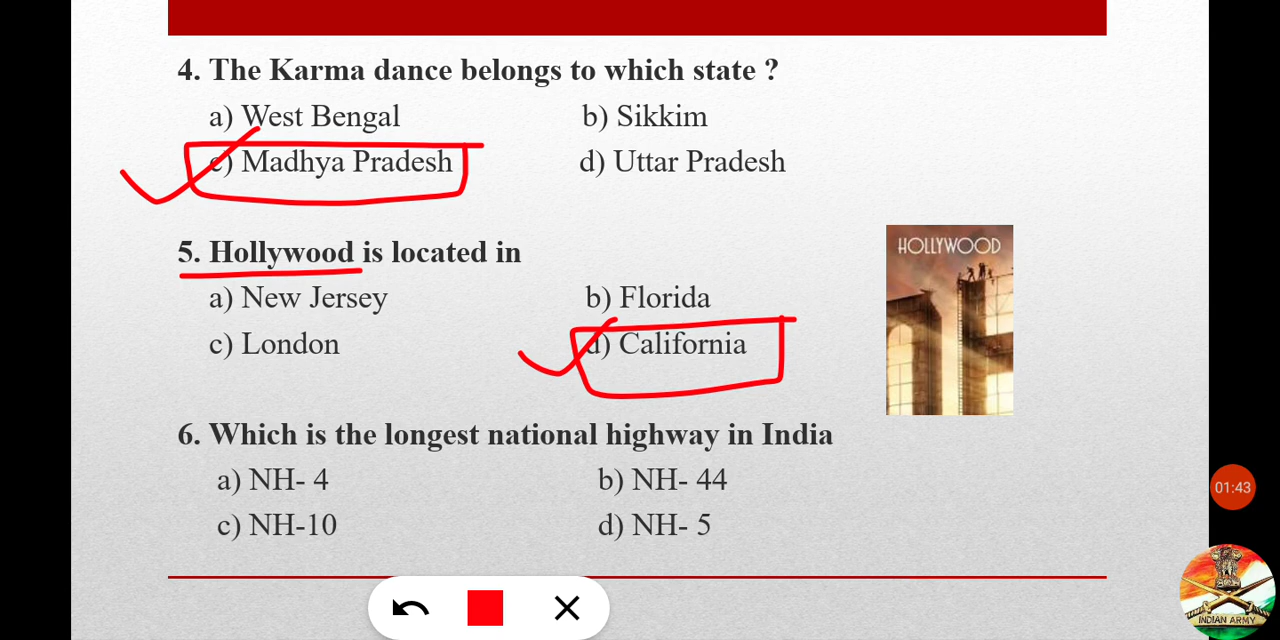 4. The Karma dance belongs to which state ?
a) West Bengal b) Sikkim
c) Madhya Pradesh d) Uttar Pradesh
5. Hollywood is located in
HOLLYWOOD
a) New Jersey b) Florida
c) London d) California
6. Which is the longest national highway in India
a) NH- 4 b) NH- 44
01:43
c) NH-10 d) NH- 5
INDIAN ARMY